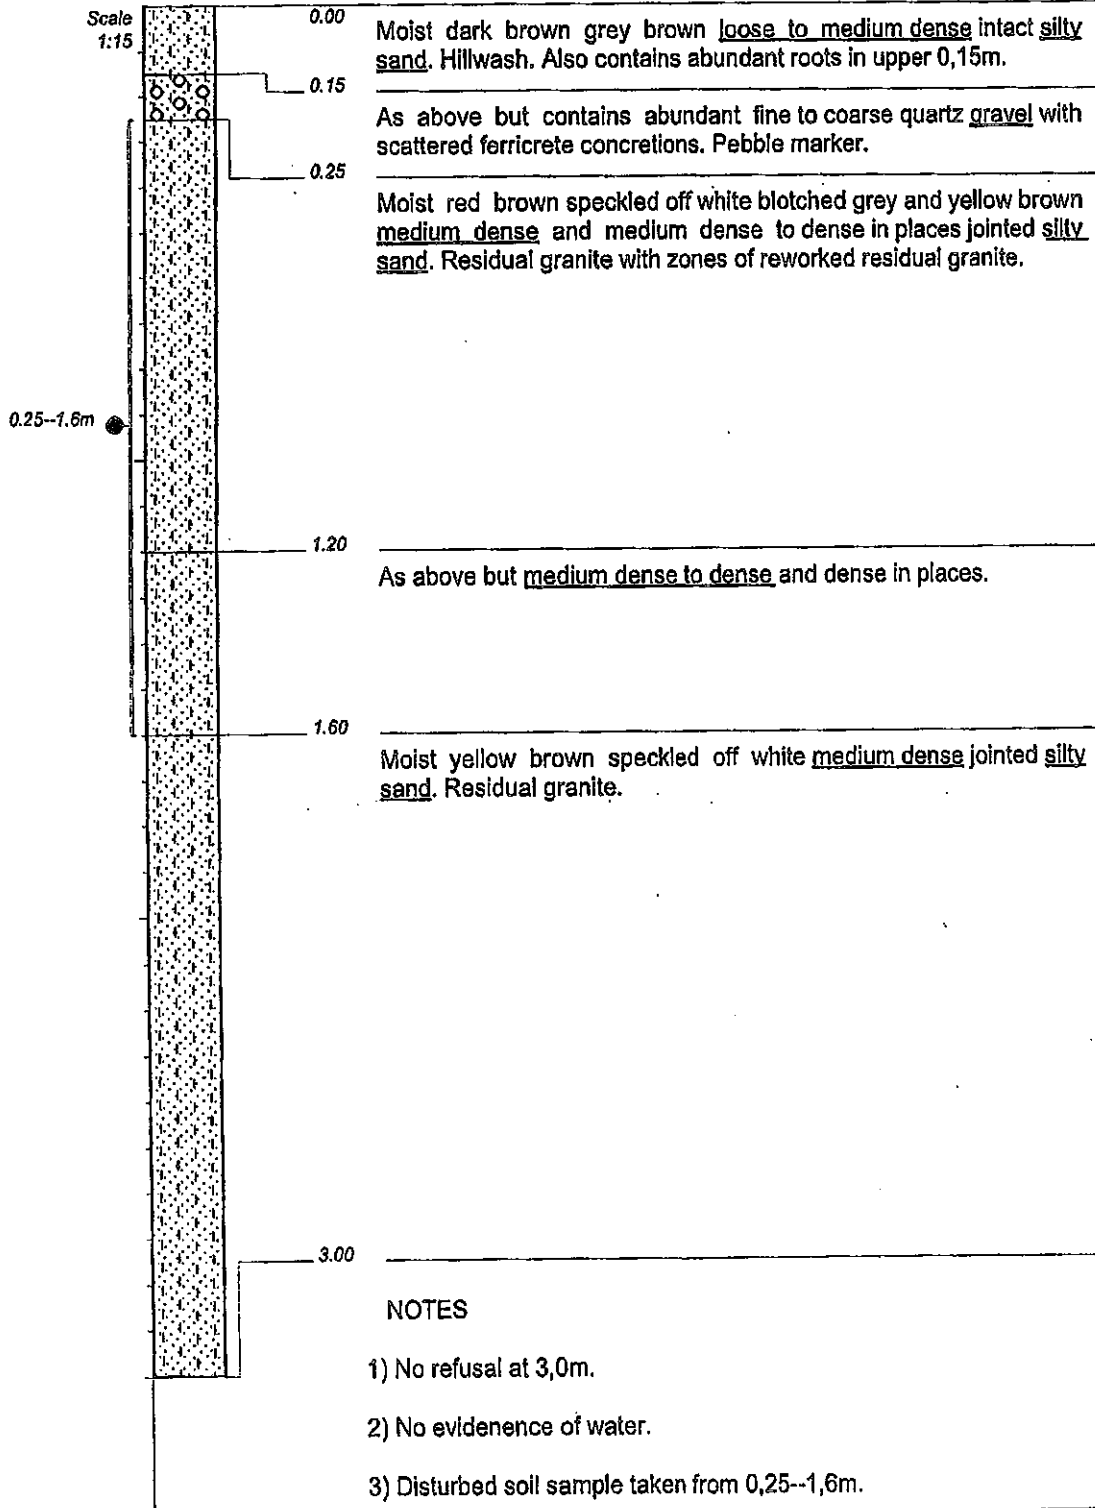 Scale
1:15
0.00
Moist dark brown grey brown loose to medium dense intact silty
sand. Hillwash. Also contains abundant roots in upper 0,15m.
0.15
As above but contains abundant fine to coarse quartz gravel with
scattered ferricrete concretions. Pebble marker.
0.25
Moist red brown speckled off white blotched grey and yellow brown
medium dense and medium dense to dense in places jointed silty
sand. Residual granite with zones of reworked residual granite.
0.25--1.6m
1.20
As above but medium dense to dense and dense in places.
1.60
Moist yellow brown speckled off white medium dense jointed silty
sand. Residual granite.
3.00
NOTES
1) No refusal at 3,0m.
2) No evidenence of water.
3) Disturbed soil sample taken from 0,25--1,6m.